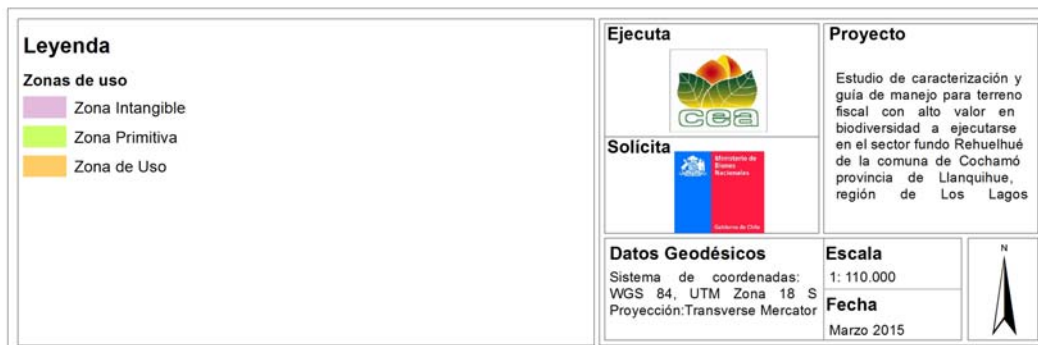 Leyenda
Zonas de uso
Zona Intangible
Zona Primitiva
Zona de Uso
Ejecuta
cea
Solícita
Ministerio de
Bienes
Nacionales
Gobierno de Chile
Proyecto
Estudio de caracterización y
guía de manejo para terreno
fiscal con alto valor en
biodiversidad a ejecutarse
en el sector fundo Rehuelhué
de la comuna de Cochamó
provincia de Llanquihue,
región de Los Lagos
Datos Geodésicos
Sistema de coordenadas:
WGS 84, UTM Zona 18 S
Proyección:Transverse Mercator
Escala
1: 110.000
Fecha
Marzo 2015
N